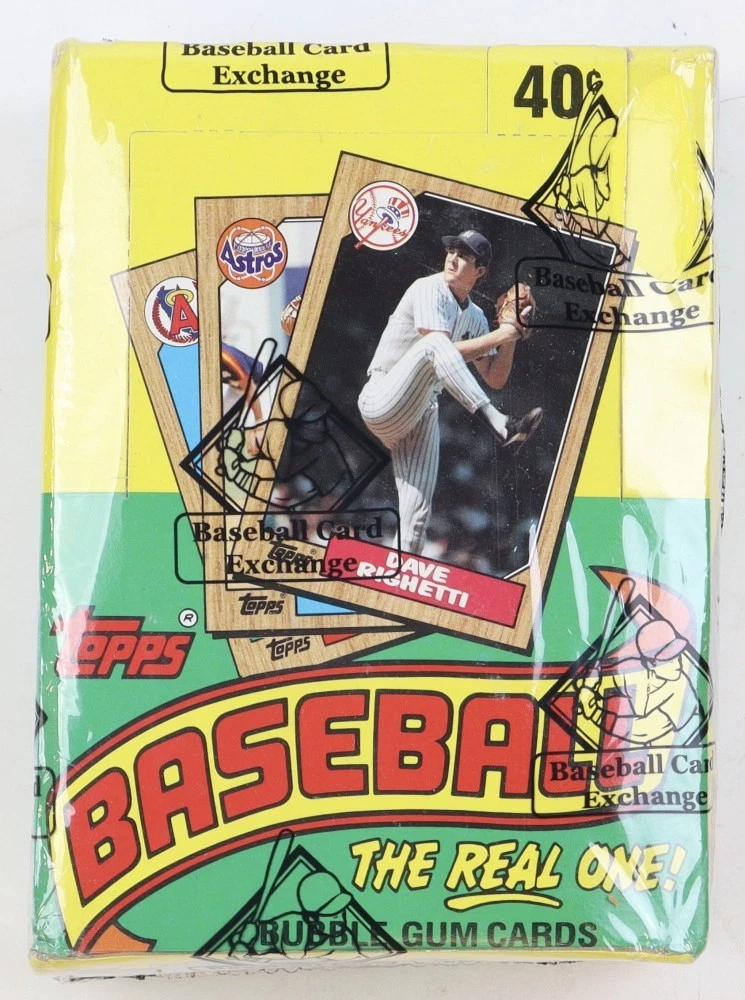 Baseball Card
Exchange
40¢
Yankees
Astros
A
Baseball Card
Exchange
Baseball Card
Exchange
Topps
DAVE
RIGHETTI
Topps
Topps
Topps®
BASEBALL
Baseball Card
Exchange
THE REAL ONE!
BUBBLE GUM CARDS